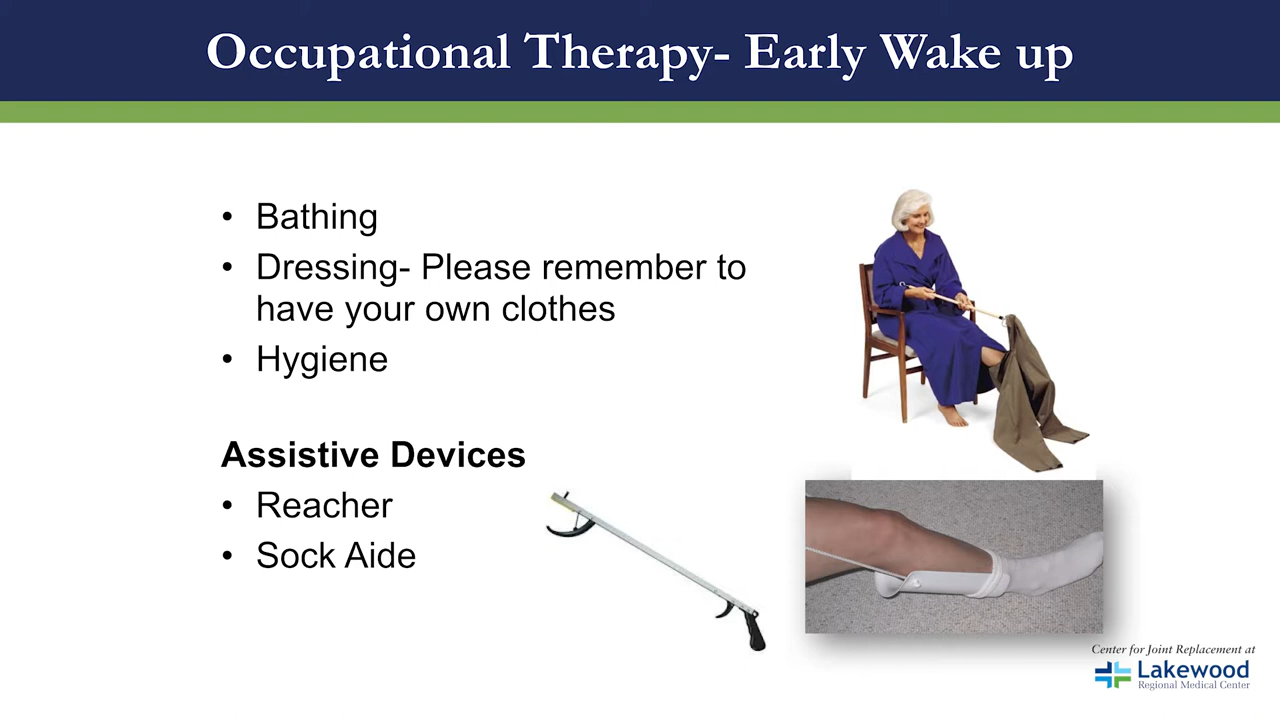 Occupational Therapy- Early Wake up
• Bathing
• Dressing- Please remember to
have your own clothes
• Hygiene
Assistive Devices
• Reacher
• Sock Aide
Center for Joint Replacement at
Lakewood
Regional Medical Center